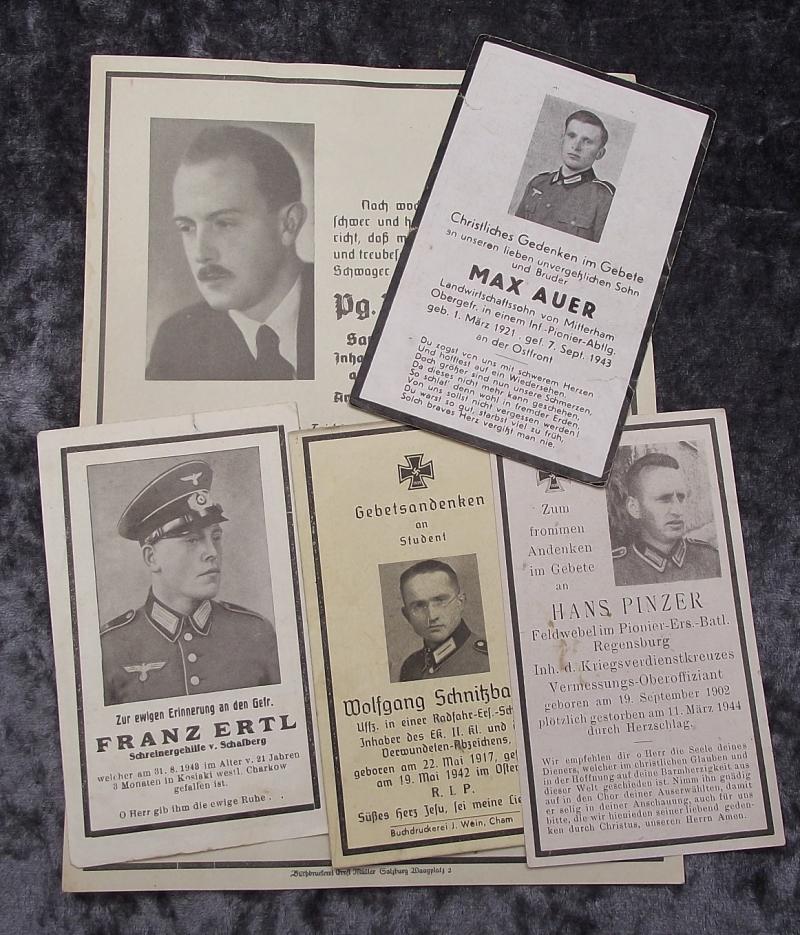 Nach
schwer und
richt, daß
und treubes
Schwager
Pg.
Inha
Christliches Gedenken im Gebete
an unseren lieben unvergeßlichen Sohn
und Bruder
MAX AUER
Landwirtschaftssohn von Mitterham
Obergefr. in einem Inf.-Pionier-Abtlg.
geb. 1. März 1921 · gef. 7. Sept. 1943
an der Ostfront
Du zogst von uns mit schwerem Herzen
Und hofftest auf ein Wiedersehen.
Doch größer sind nun unsere Schmerzen,
Da dieses nicht mehr kann geschehen.
So schlaf denn wohl in fremder Erden,
Von uns sollst nicht vergessen werden!
Du warst so gut, starbst viel zu früh,
Solch braves Herz vergißt man nie.
Zur ewigen Erinnerung an den Gefr.
FRANZ ERTL
Schreinergehilfe v. Schafberg
welcher am 31. 8. 1943 im Alter v. 21 Jahren
3 Monaten in Kosiaki westl. Charkow
gefallen ist.
O Herr gib ihm die ewige Ruhe . .
Gebetsandenken
an
Student
Wolfgang Schnitzba
Uffz. in einer Radfahr-Ers.-Sch
Inhaber des EK. II. Kl. und
Verwundeten-Abzeichens,
geboren am 22. Mai 1917, gef
am 19. Mai 1942 im Osten
R. I. P.
Süßes Herz Jesu, sei meine Lie
Buchdruckerei J. Wein, Cham
Zum
frommen
Andenken
im Gebete
an
HANS PINZER
Feldwebel im Pionier-Ers.-Batl.
Regensburg
Inh. d. Kriegsverdienstkreuzes
Vermessungs-Oberoffiziant
geboren am 19. September 1902
plötzlich gestorben am 11. März 1944
durch Herzschlag.
Wir empfehlen dir o Herr die Seele deines
Dieners, welcher im christlichen Glauben und
in der Hoffnung auf deine Barmherzigkeit aus
dieser Welt geschieden ist. Nimm ihn gnädig
auf in den Chor deiner Auserwählten, damit
er selig in deiner Anschauung, auch für uns
bitte, die wir hienieden seiner liebend geden-
ken durch Christus, unseren Herrn Amen.
Buchdruckerei Ernst Müller Salzburg Waagplatz 2